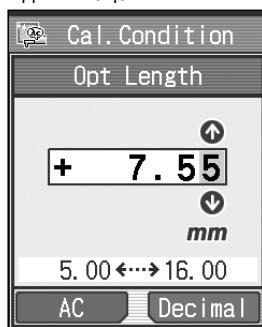 Cal.Condition
Opt Length
+ 7.55
mm
5.00 ↔ 16.00
AC Decimal